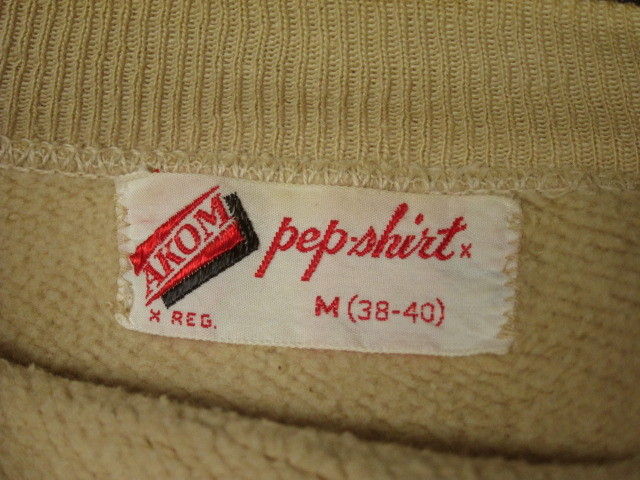 AKOM
pep-shirt x
x REG.
M (38-40)